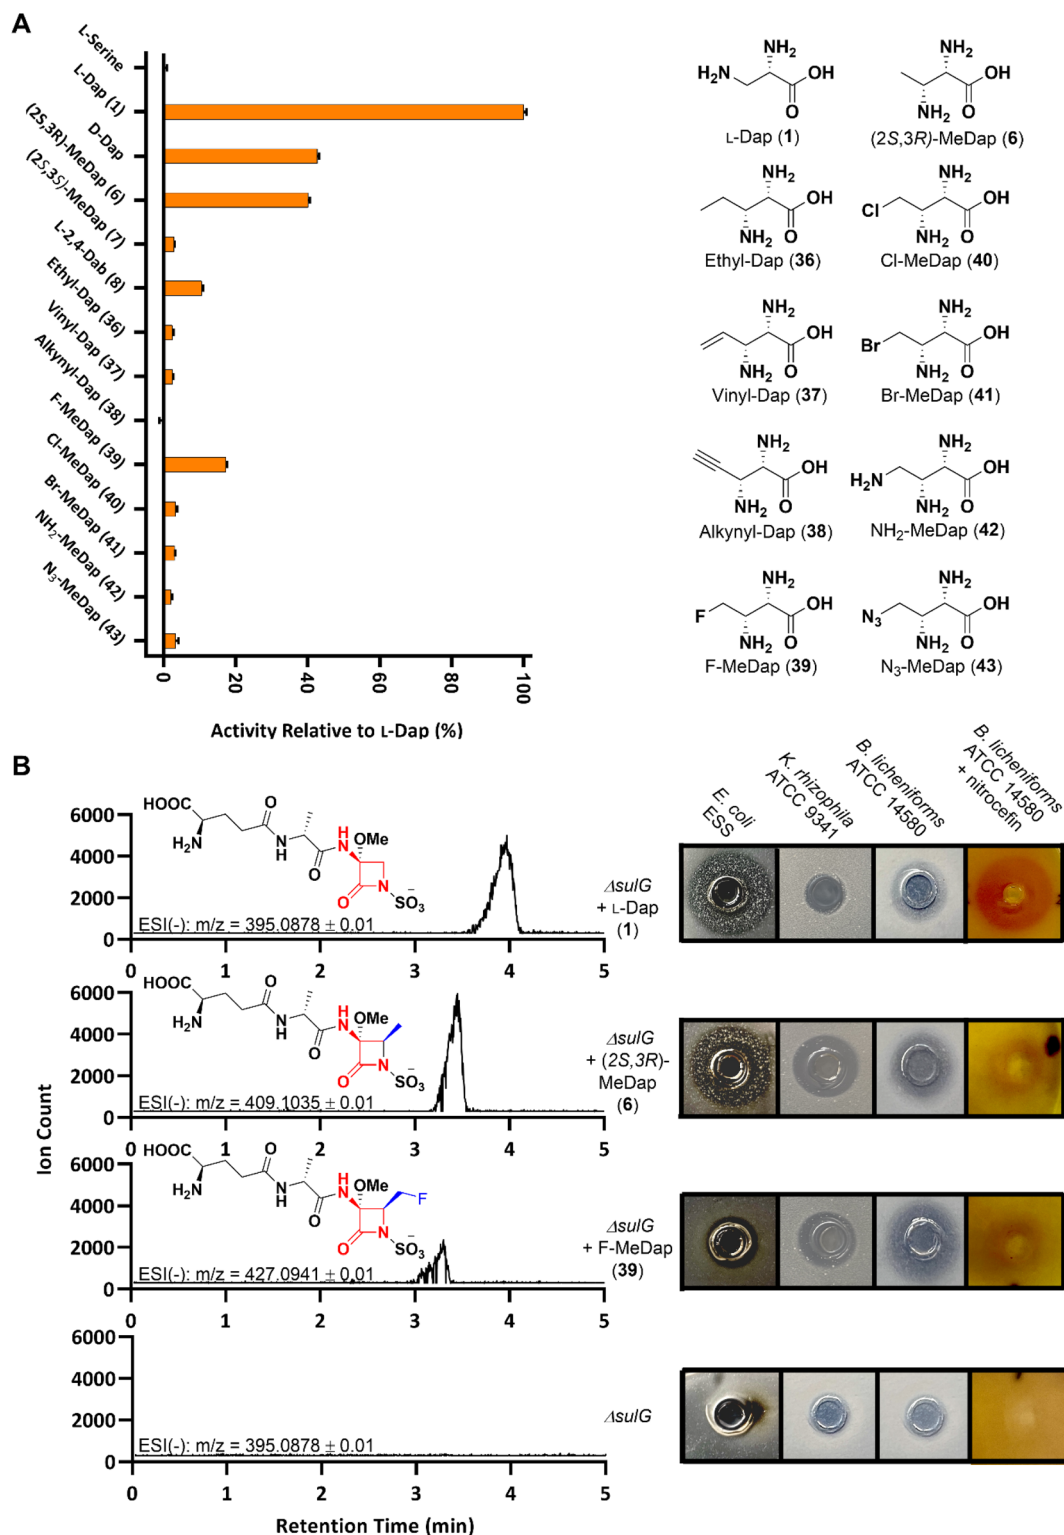 A
L-Serine
L-Dap (1)
D-Dap
(2S,3R)-MeDap (6)
(2S,3S)-MeDap (7)
L-2,4-Dab (8)
Ethyl-Dap (36)
Vinyl-Dap (37)
Alkynyl-Dap (38)
F-MeDap (39)
Cl-MeDap (40)
Br-MeDap (41)
NH2-MeDap (42)
N3-MeDap (43)
0 20 40 60 80 100
Activity Relative to L-Dap (%)
NH2
H2N OH
O
L-Dap (1)
NH2
OH
NH2 O
(2S,3R)-MeDap (6)
NH2
OH
NH2 O
Ethyl-Dap (36)
NH2
Cl OH
NH2 O
Cl-MeDap (40)
NH2
OH
NH2 O
Vinyl-Dap (37)
NH2
Br OH
NH2 O
Br-MeDap (41)
NH2
OH
NH2 O
Alkynyl-Dap (38)
NH2
H2N OH
NH2 O
NH2-MeDap (42)
NH2
F OH
NH2 O
F-MeDap (39)
NH2
N3 OH
NH2 O
N3-MeDap (43)
B
E. coli
ESS
K. rhizophila
ATCC 9341
B. licheniforms
ATCC 14580
B. licheniforms
ATCC 14580
+ nitrocefin
Ion Count
6000
4000
2000
0
HOOC
H2N
O
N
H
O
H
N
OMe
O
N
SO3−
ESI(-): m/z = 395.0878 ± 0.01
0 1 2 3 4 5
ΔsulG
+ L-Dap
(1)
6000
4000
2000
0
HOOC
H2N
O
N
H
O
H
N
OMe
O
N
SO3−
ESI(-): m/z = 409.1035 ± 0.01
0 1 2 3 4 5
ΔsulG
+ (2S,3R)-
MeDap
(6)
6000
4000
2000
0
HOOC
H2N
O
N
H
O
H
N
OMe
F
O
N
SO3−
ESI(-): m/z = 427.0941 ± 0.01
0 1 2 3 4 5
ΔsulG
+ F-MeDap
(39)
6000
4000
2000
0
ESI(-): m/z = 395.0878 ± 0.01
0 1 2 3 4 5
ΔsulG
Retention Time (min)